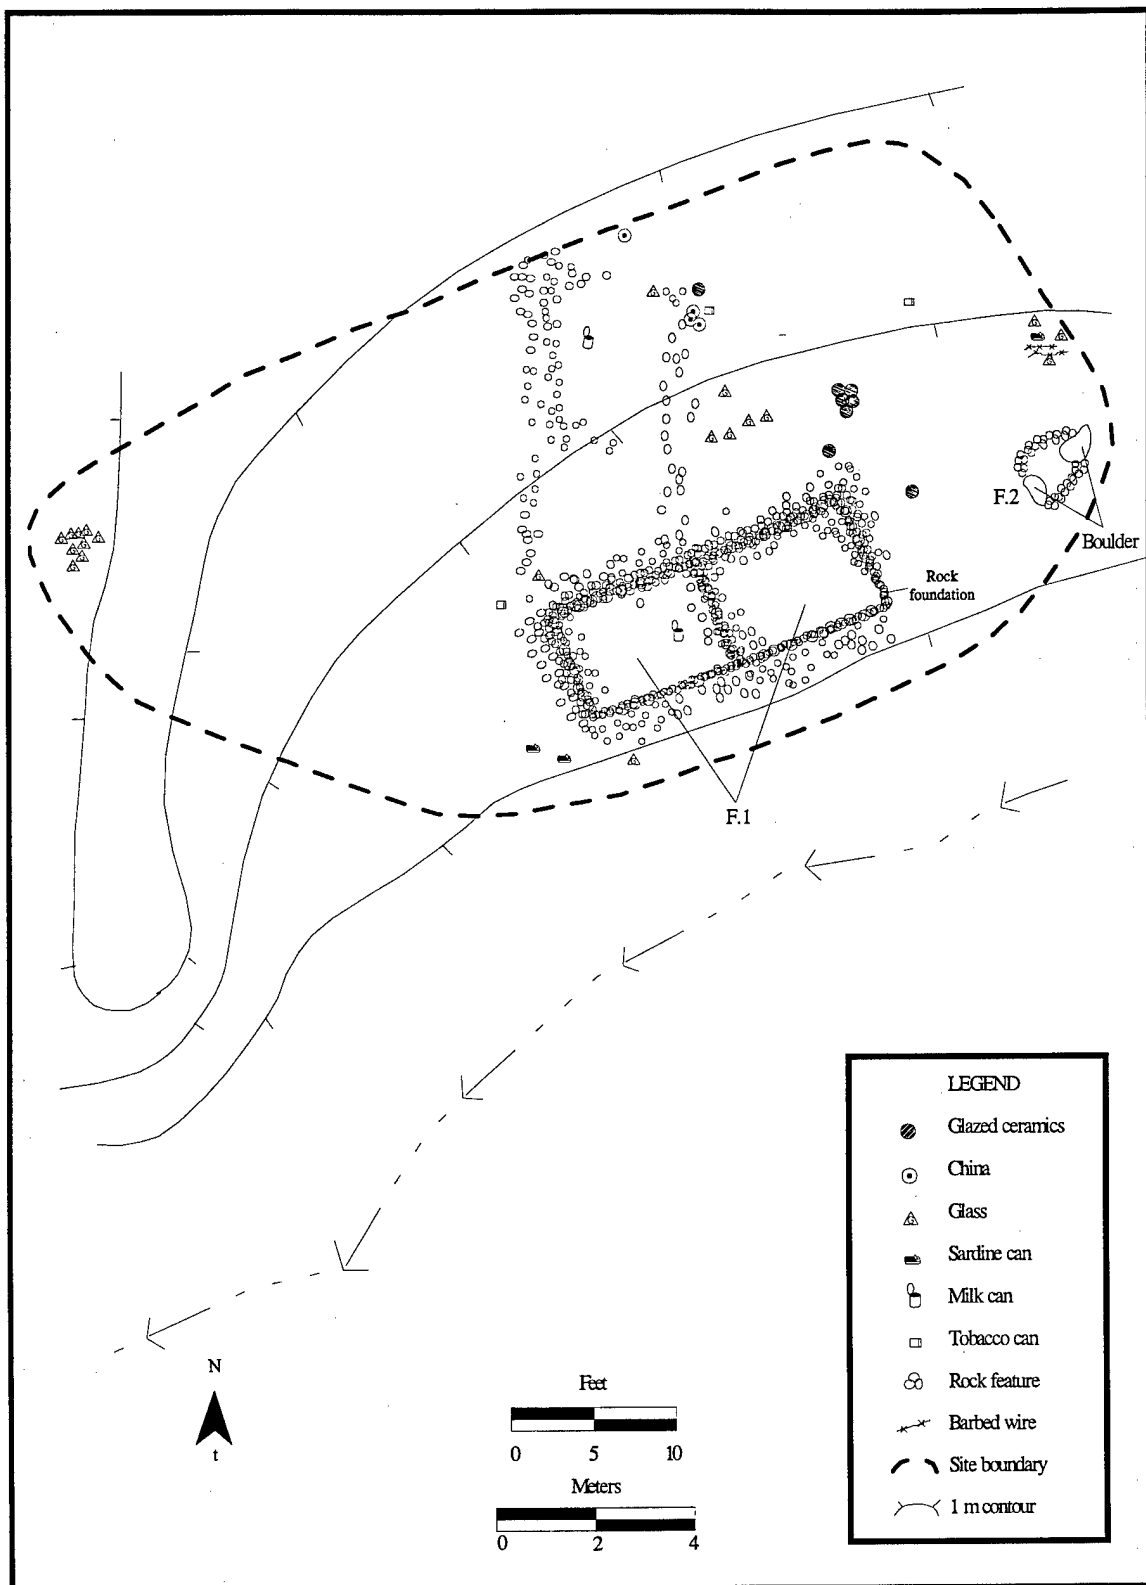 F.2
Boulder
Rock
foundation
F.1
LEGEND
Glazed ceramics
China
Glass
Sardine can
Milk can
Tobacco can
Rock feature
Barbed wire
Site boundary
1 m contour
N
t
Feet
0 5 10
Meters
0 2 4